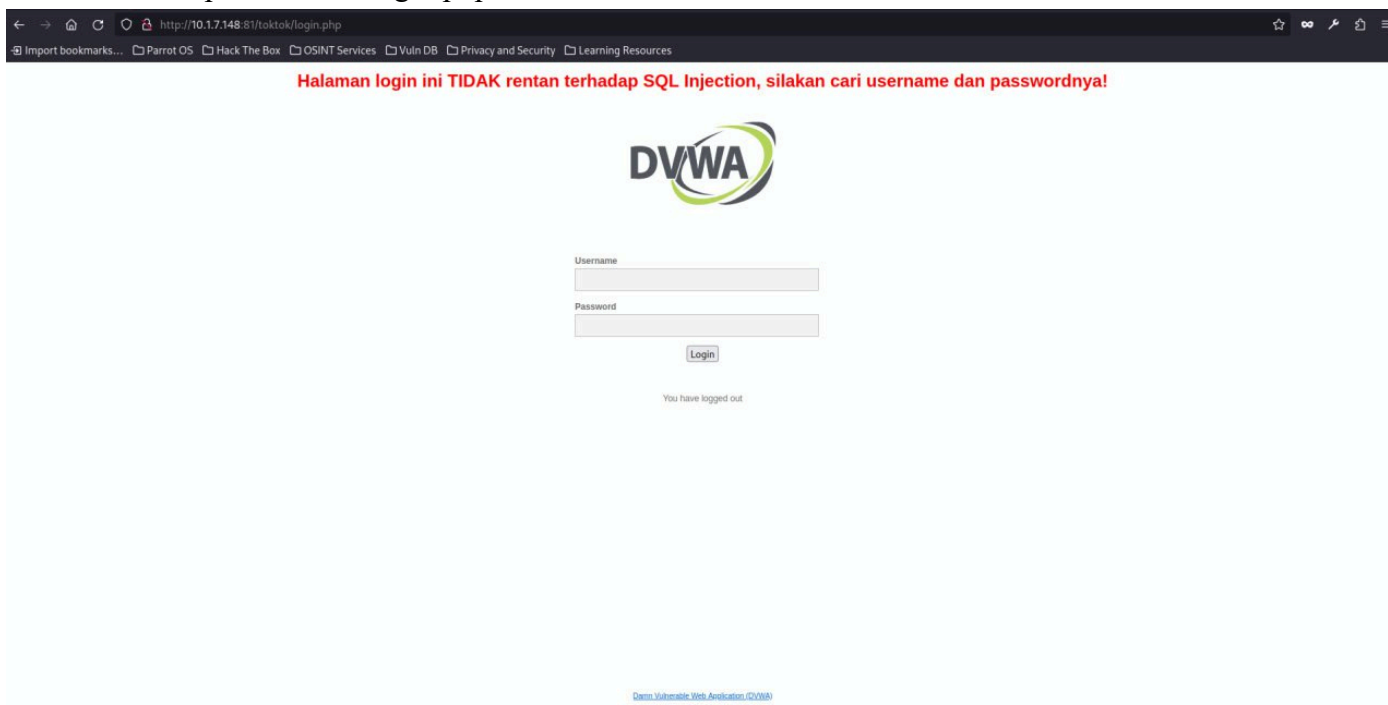 http://10.1.7.148:81/toktok/login.php
Import bookmarks... Parrot OS Hack The Box OSINT Services Vuln DB Privacy and Security Learning Resources
Halaman login ini TIDAK rentan terhadap SQL Injection, silakan cari username dan passwordnya!
DVWA
Username
Password
Login
You have logged out
Damn Vulnerable Web Application (DVWA)